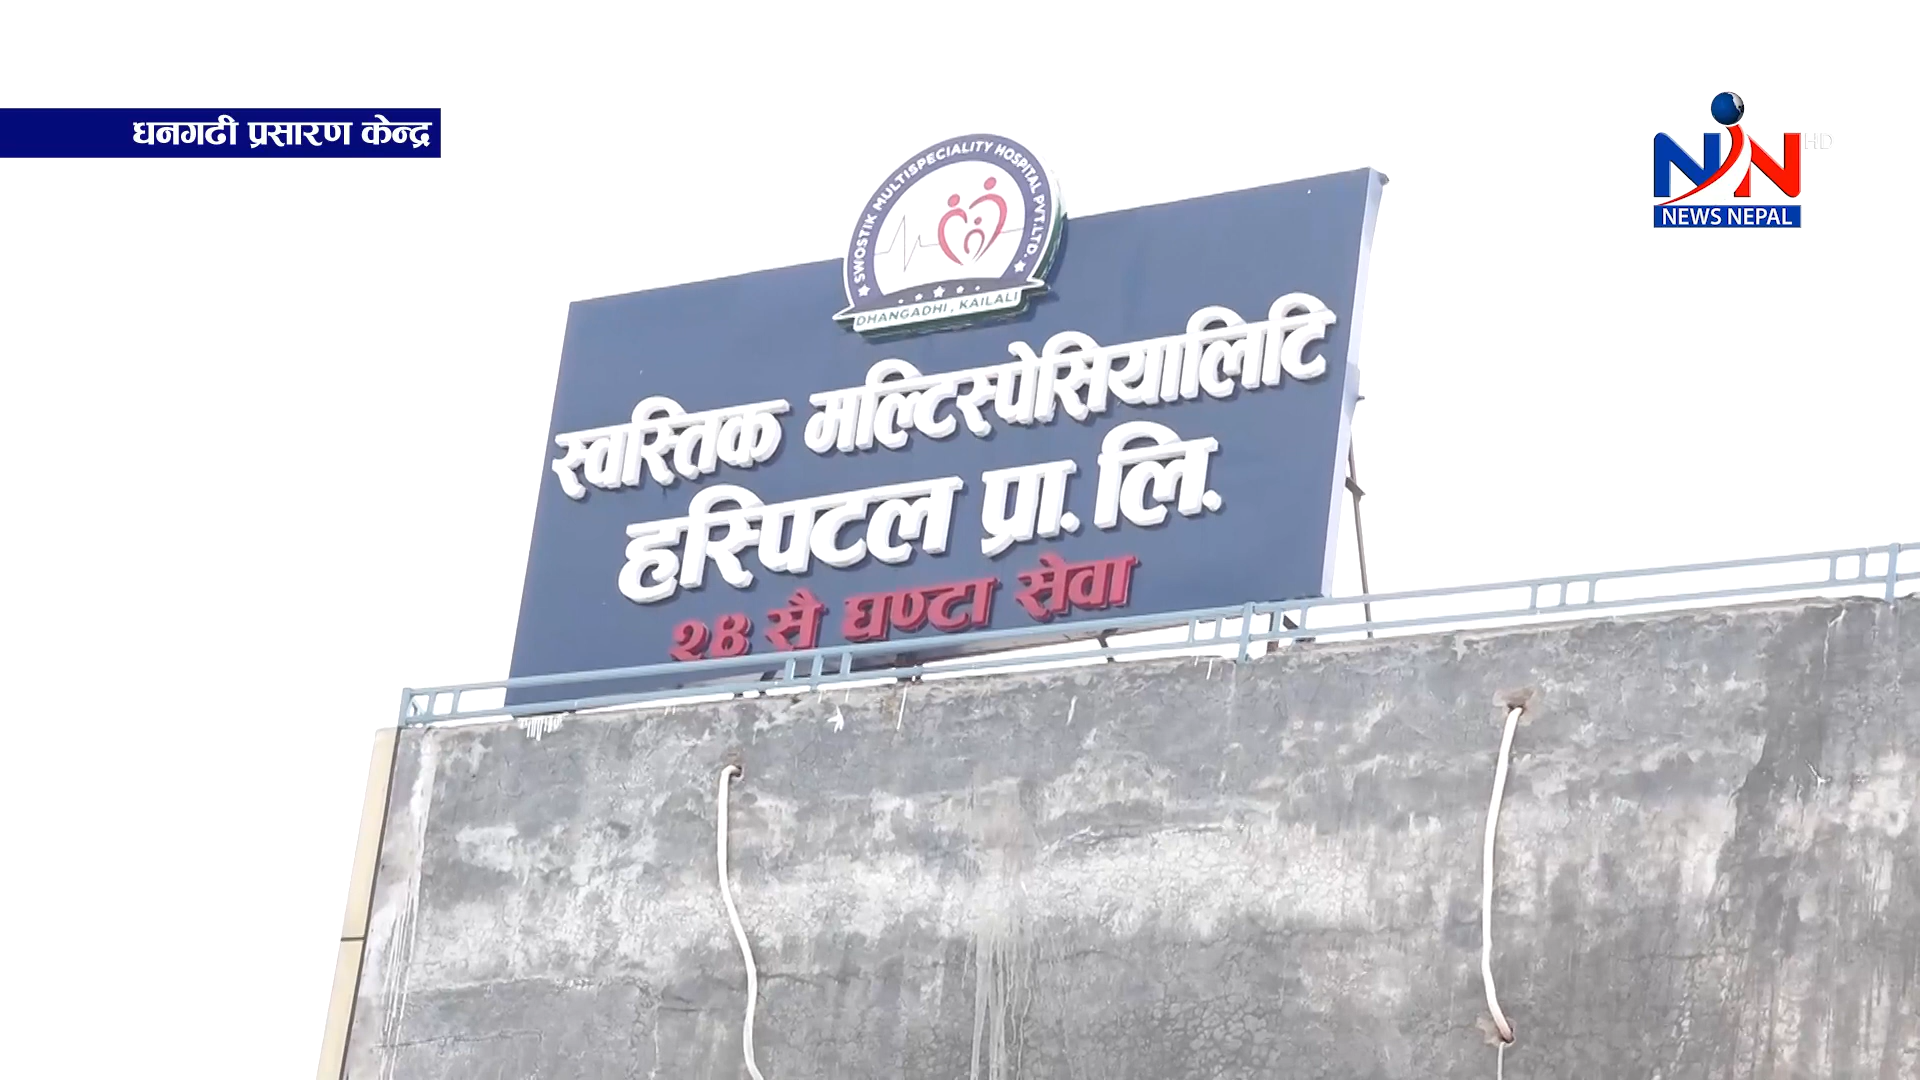 धनगढी प्रसारण केन्द्र
NIN HD
NEWS NEPAL
SWOSTIK MULTISPECIALITY HOSPITAL PVT. LTD.
DHANGADHI, KAILALI
स्वस्तिक मल्टिस्पेसियालिटि
हस्पिटल प्रा. लि.
२४ सै घण्टा सेवा